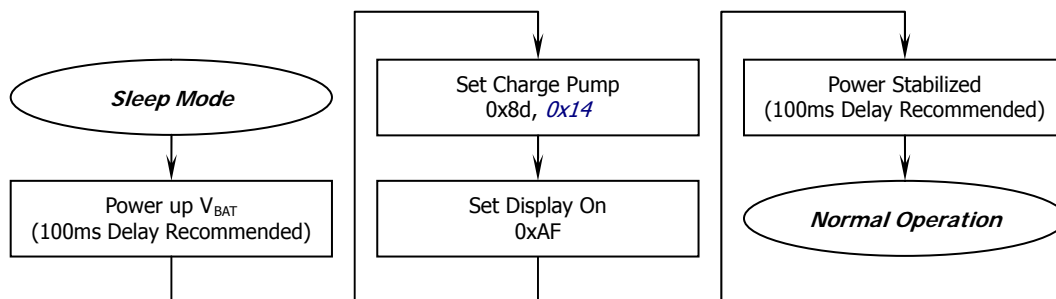 Sleep Mode
Power up VBAT
(100ms Delay Recommended)
Set Charge Pump
0x8d, 0x14
Set Display On
0xAF
Power Stabilized
(100ms Delay Recommended)
Normal Operation